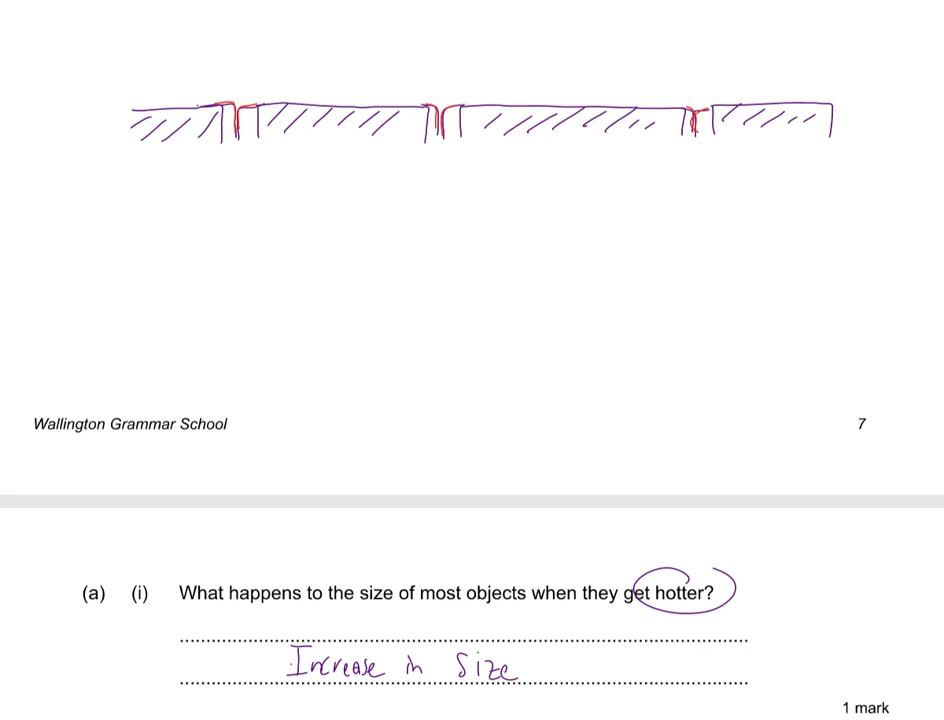 Wallington Grammar School 7
(a) (i) What happens to the size of most objects when they get hotter?
Increase in size
1 mark